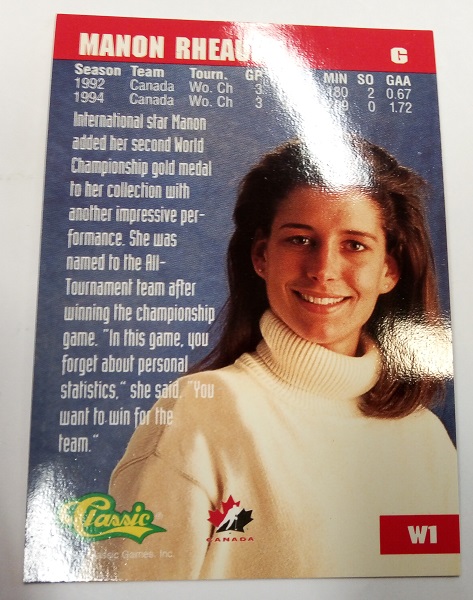 MANON G
Season Team Tourn. GP MIN SO GAA
1992 Canada Wo. Ch 3 180 2 0.67
1994 Canada Wo. Ch 3 0 1.72
International star Manon
added her second World
Championship gold medal
to her collection with
another impressive per-
formance. She was
named to the All-
Tournament team after
winning the championship
game. "In this game, you
forget about personal
statistics," she said. "You
want to win for the
team."
Classic
Games, Inc.
CANADA
W1